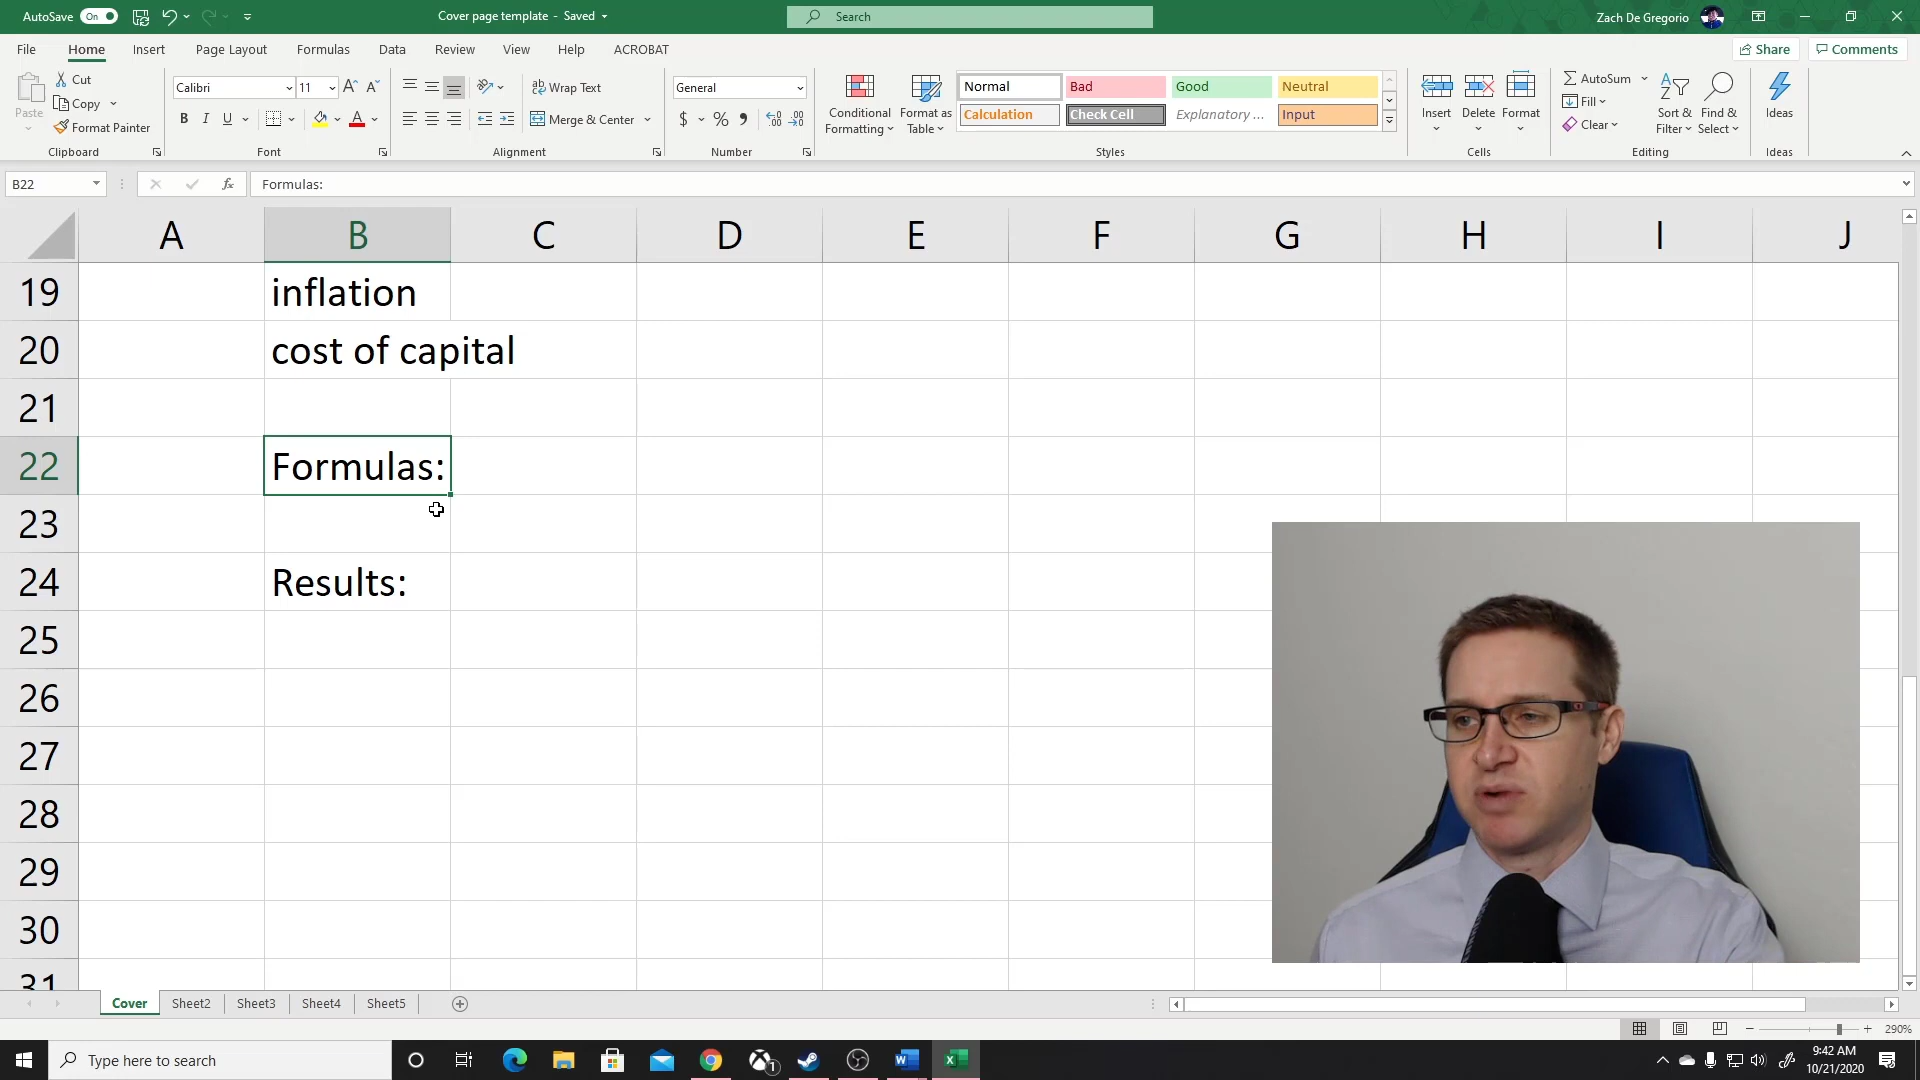 AutoSave On
Cover page template - Saved
Search
Zach De Gregorio
File Home Insert Page Layout Formulas Data Review View Help ACROBAT
Share Comments
Paste
Cut
Copy
Format Painter
Clipboard
Calibri 11
B I U
Font
Wrap Text
Merge & Center
Alignment
General
$ % ,
Number
Conditional Formatting
Format as Table
Normal Bad Good Neutral
Calculation Check Cell Explanatory ... Input
Styles
Insert Delete Format
Cells
AutoSum
Fill
Clear
Sort & Filter
Find & Select
Editing
Ideas
Ideas
B22 fx Formulas:
A B C D E F G H I J
19 inflation
20 cost of capital
21
22 Formulas:
23
24 Results:
25
26
27
28
29
30
31
Cover Sheet2 Sheet3 Sheet4 Sheet5
290%
Type here to search
9:42 AM
10/21/2020